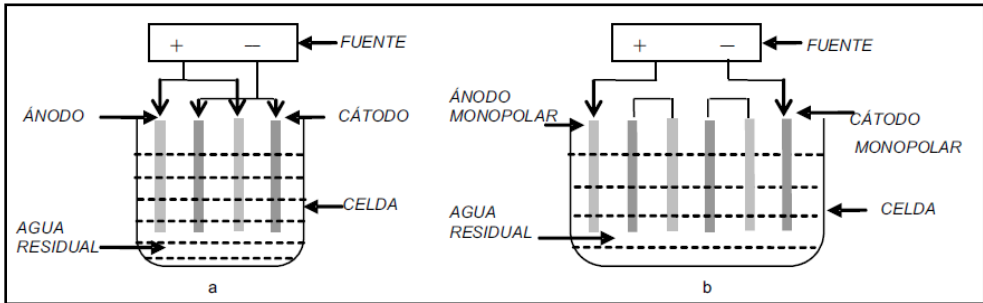 + −
FUENTE
ÁNODO
CÁTODO
CELDA
AGUA
RESIDUAL
a
+ −
FUENTE
ÁNODO
MONOPOLAR
CÁTODO
MONOPOLAR
AGUA
RESIDUAL
CELDA
b